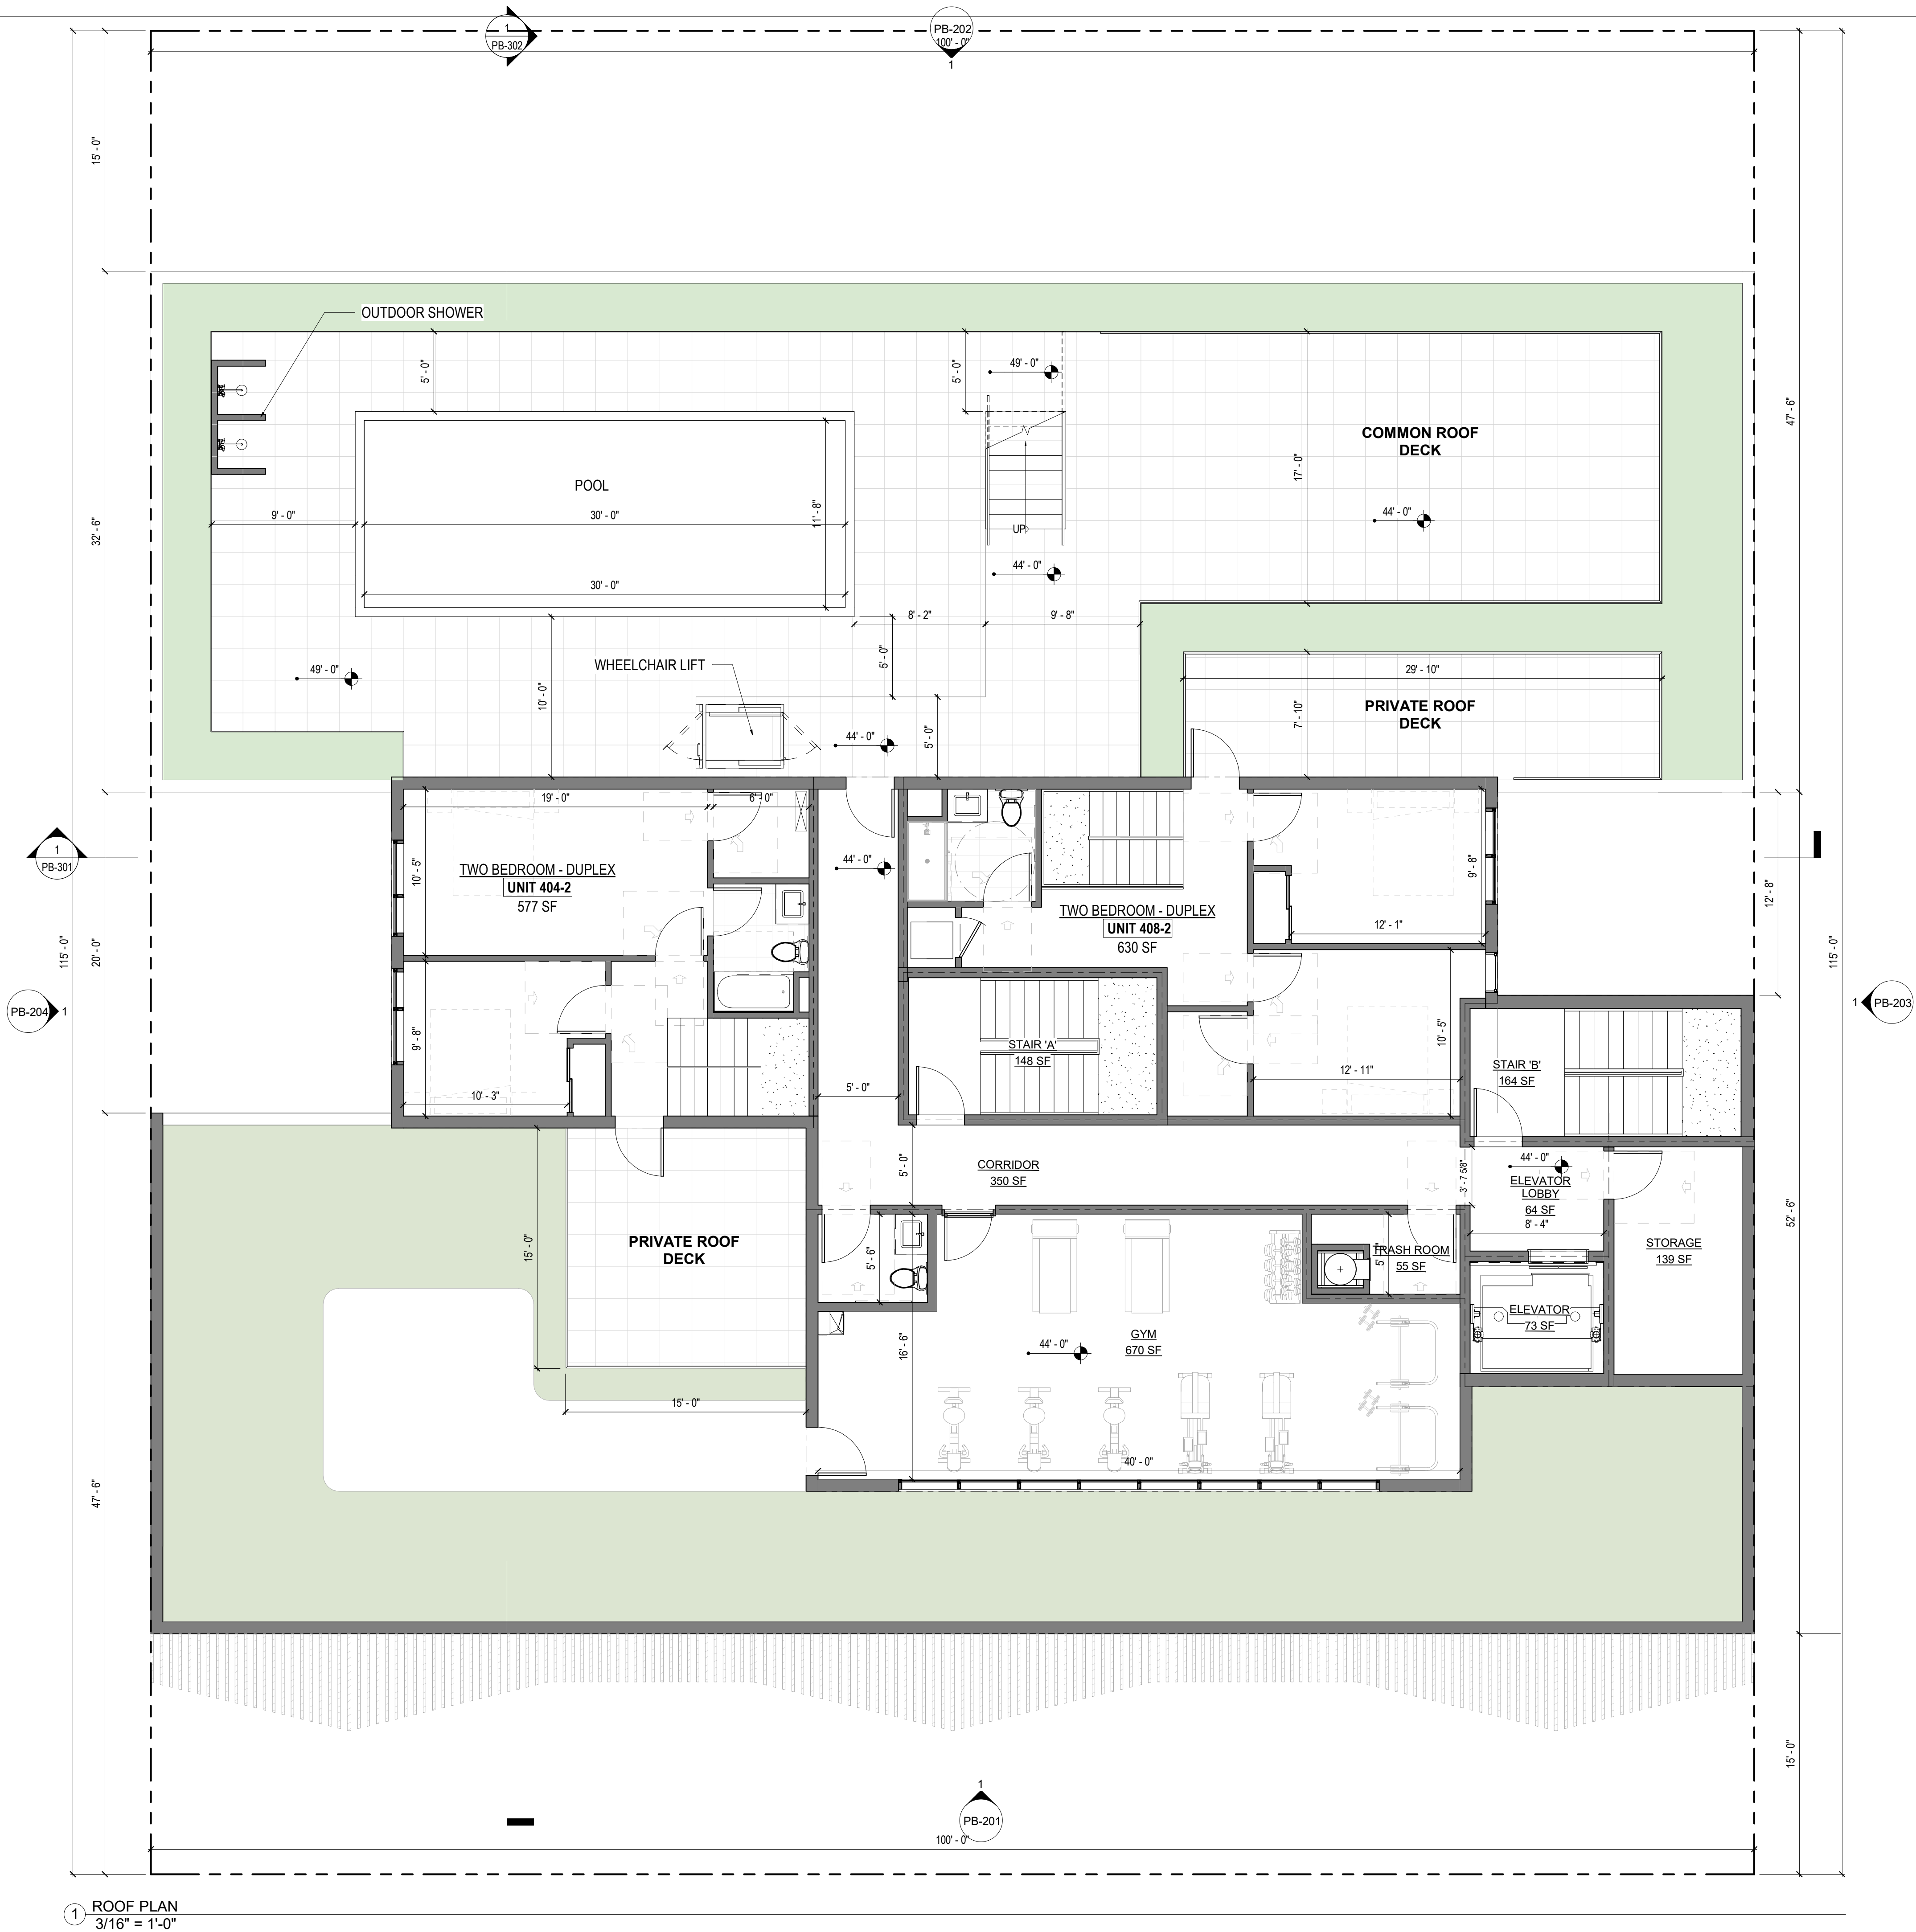 1
PB-302
PB-202
100' - 0"
1
15' - 0"
OUTDOOR SHOWER
5' - 0"
5' - 0"
49' - 0"
47' - 6"
COMMON ROOF
DECK
17' - 0"
POOL
11' - 8"
9' - 0"
30' - 0"
44' - 0"
32' - 6"
UP
44' - 0"
30' - 0"
8' - 2"
9' - 8"
WHEELCHAIR LIFT
5' - 0"
49' - 0"
29' - 10"
10' - 0"
PRIVATE ROOF
DECK
7' - 10"
44' - 0"
5' - 0"
19' - 0"
6' - 0"
1
PB-301
10' - 5"
TWO BEDROOM - DUPLEX
UNIT 404-2
577 SF
44' - 0"
9' - 8"
12' - 8"
TWO BEDROOM - DUPLEX
UNIT 408-2
630 SF
12' - 1"
115' - 0"
20' - 0"
115' - 0"
PB-204
1
1
PB-203
9' - 8"
10' - 5"
STAIR 'A'
148 SF
STAIR 'B'
164 SF
12' - 11"
10' - 3"
5' - 0"
5' - 0"
CORRIDOR
350 SF
3' - 7 5/8"
44' - 0"
ELEVATOR
LOBBY
64 SF
8' - 4"
52' - 6"
15' - 0"
PRIVATE ROOF
DECK
5' - 6"
5'
TRASH ROOM
55 SF
STORAGE
139 SF
ELEVATOR
73 SF
16' - 6"
44' - 0"
GYM
670 SF
15' - 0"
40' - 0"
47' - 6"
15' - 0"
1
PB-201
100' - 0"
1
ROOF PLAN
3/16" = 1'-0"